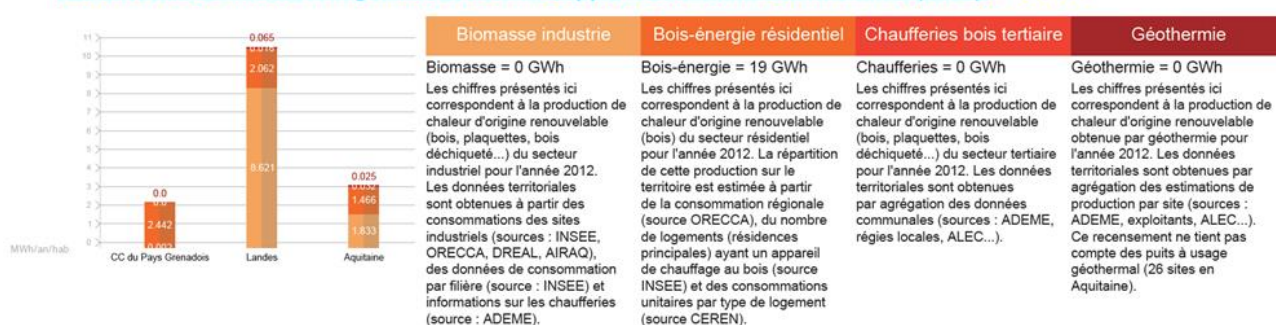 11
10
9
8
7
6
5
4
3
2
1
0
MWh/an/hab
0.0
0.0
2.442
0.002
CC du Pays Grenadois
0.065
0.016
2.062
8.621
Landes
0.025
0.032
1.466
1.833
Aquitaine
Biomasse industrie
Biomasse = 0 GWh
Les chiffres présentés ici
correspondent à la production de
chaleur d'origine renouvelable
(bois, plaquettes, bois
déchiqueté...) du secteur
industriel pour l'année 2012.
Les données territoriales
sont obtenues à partir des
consommations des sites
industriels (sources : INSEE,
ORECCA, DREAL, AIRAQ),
des données de consommation
par filière (source : INSEE) et
informations sur les chaufferies
(source : ADEME).
Bois-énergie résidentiel
Bois-énergie = 19 GWh
Les chiffres présentés ici
correspondent à la production de
chaleur d'origine renouvelable
(bois) du secteur résidentiel
pour l'année 2012. La répartition
de cette production sur le
territoire est estimée à partir
de la consommation régionale
(source ORECCA), du nombre
de logements (résidences
principales) ayant un appareil
de chauffage au bois (source
INSEE) et des consommations
unitaires par type de logement
(source CEREN).
Chaufferies bois tertiaire
Chaufferies = 0 GWh
Les chiffres présentés ici
correspondent à la production de
chaleur d'origine renouvelable
(bois, plaquettes, bois
déchiqueté...) du secteur tertiaire
pour l'année 2012. Les données
territoriales sont obtenues
par agrégation des données
communales (sources : ADEME,
régies locales, ALEC...).
Géothermie
Géothermie = 0 GWh
Les chiffres présentés ici
correspondent à la production de
chaleur d'origine renouvelable
obtenue par géothermie pour
l'année 2012. Les données
territoriales sont obtenues par
agrégation des estimations de
production par site (sources :
ADEME, exploitants, ALEC...).
Ce recensement ne tient pas
compte des puits à usage
géothermal (26 sites en
Aquitaine).